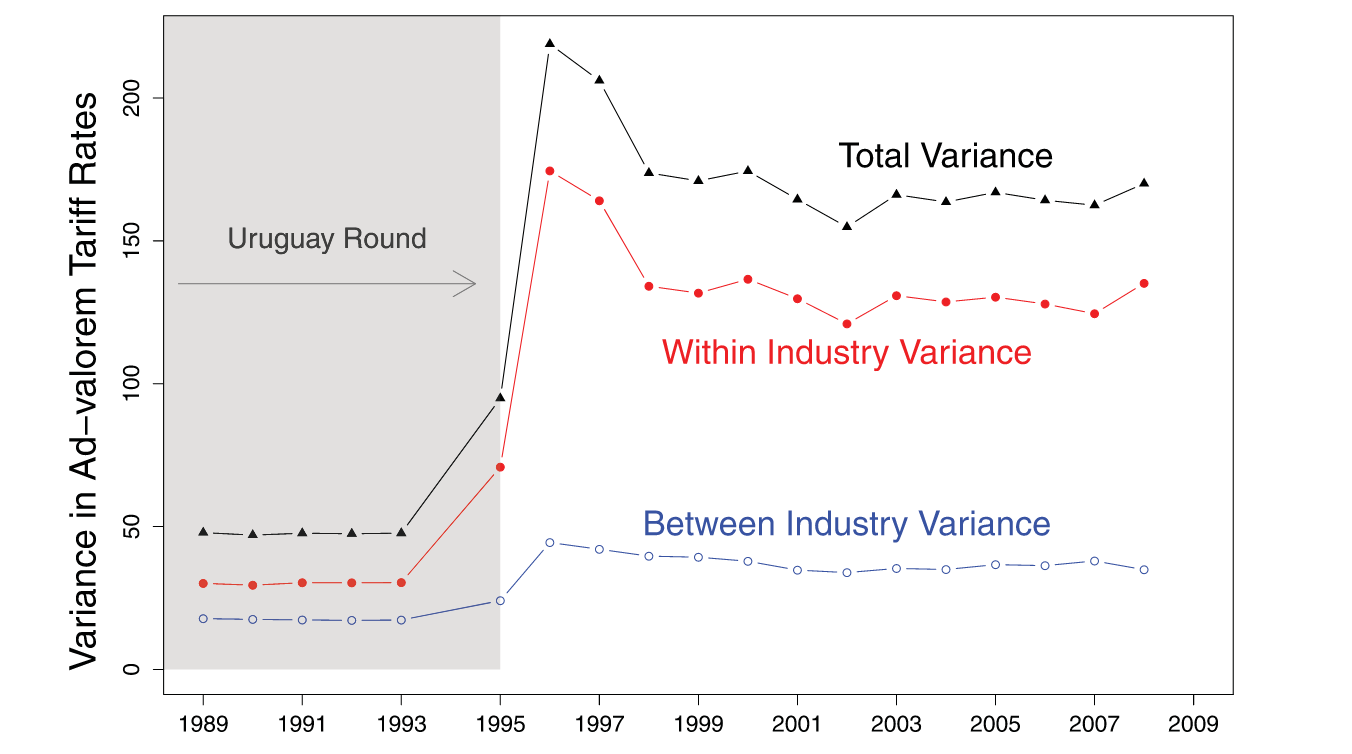 Variance in Ad−valorem Tariff Rates
200
150
100
50
0
Uruguay Round
Total Variance
Within Industry Variance
Between Industry Variance
1989 1991 1993 1995 1997 1999 2001 2003 2005 2007 2009